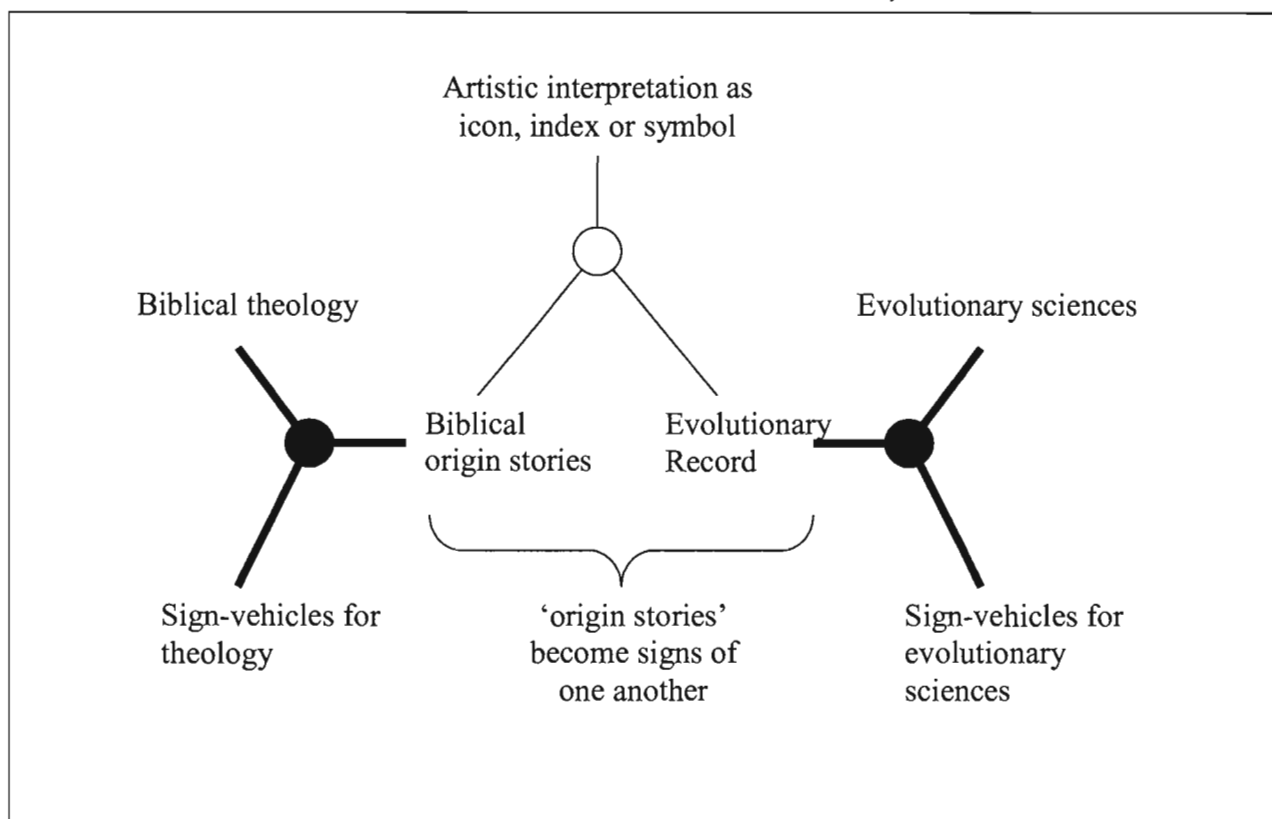 Artistic interpretation as
icon, index or symbol
Biblical theology
Evolutionary sciences
Biblical
origin stories
Evolutionary
Record
Sign-vehicles for
theology
‘origin stories’
become signs of
one another
Sign-vehicles for
evolutionary
sciences